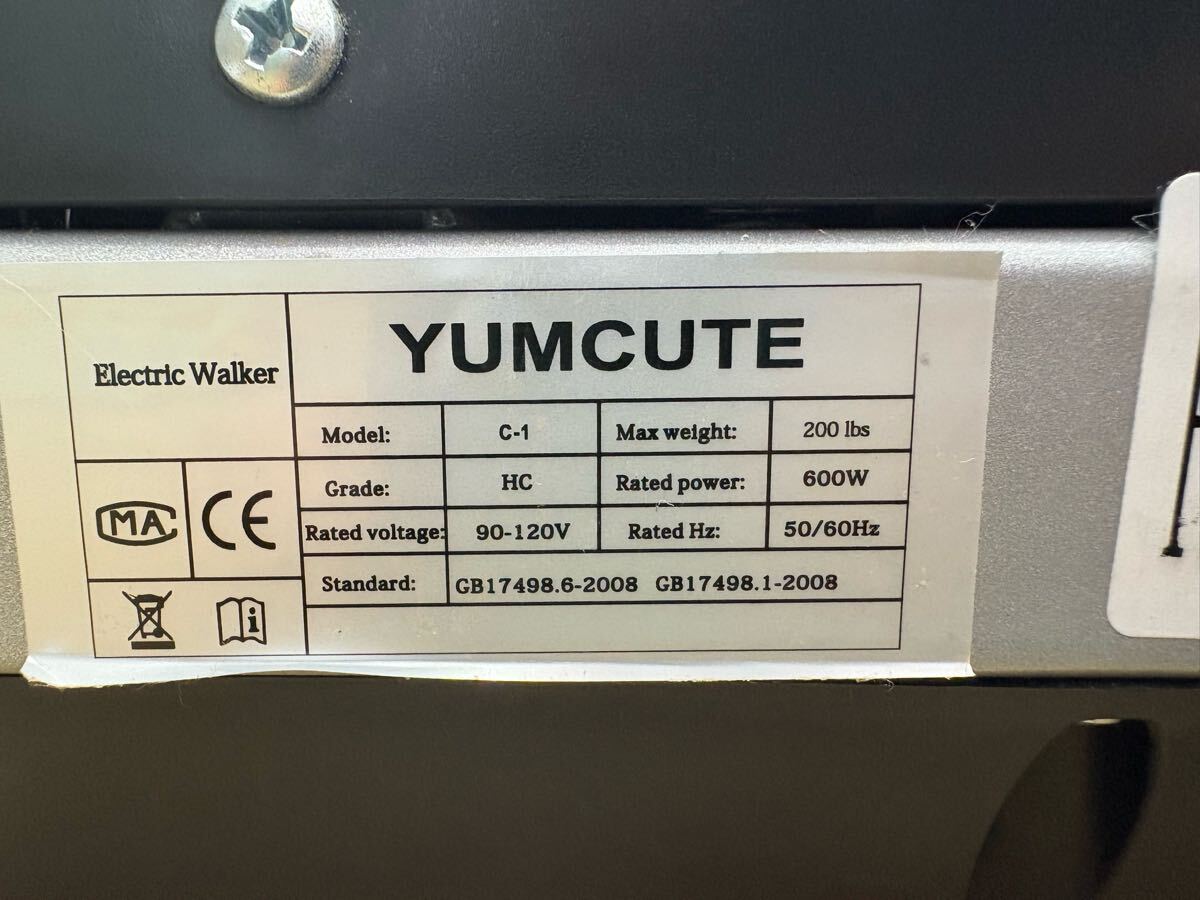 Electric Walker
YUMCUTE
Model: C-1 Max weight: 200 lbs
Grade: HC Rated power: 600W
Rated voltage: 90-120V Rated Hz: 50/60Hz
Standard: GB17498.6-2008 GB17498.1-2008
CMA CE
i